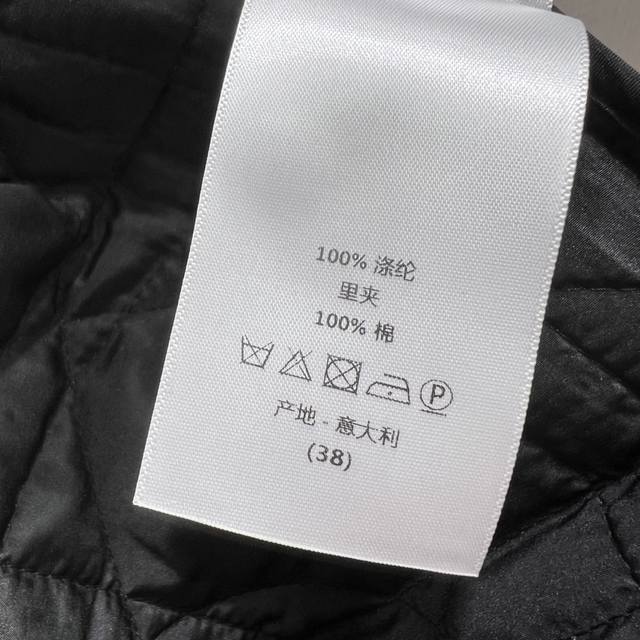 100% 涤纶
里夹
100% 棉
P
产地 - 意大利
(38)